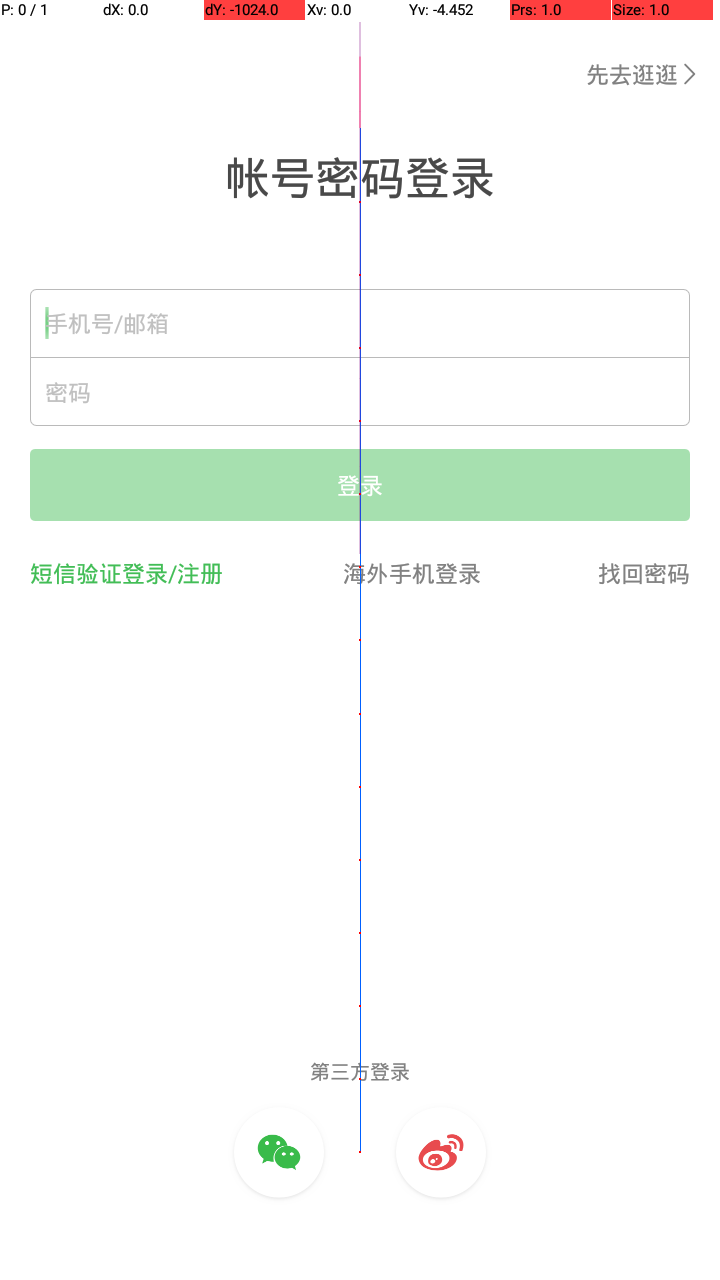 P: 0 / 1 dX: 0.0 dY: -1024.0 Xv: 0.0 Yv: -4.452 Prs: 1.0 Size: 1.0
先去逛逛
帐号密码登录
手机号/邮箱
密码
登录
短信验证登录/注册 海外手机登录 找回密码
第三方登录